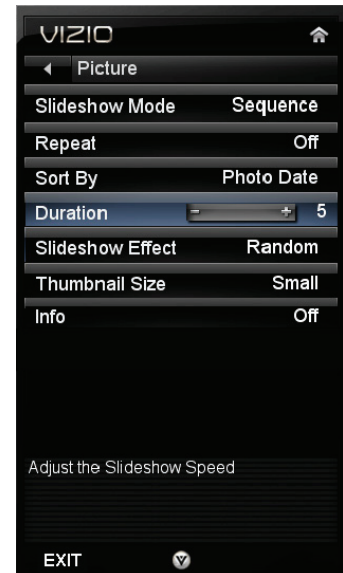 VIZIO
Picture
Slideshow Mode Sequence
Repeat Off
Sort By Photo Date
Duration - + 5
Slideshow Effect Random
Thumbnail Size Small
Info Off
Adjust the Slideshow Speed
EXIT V